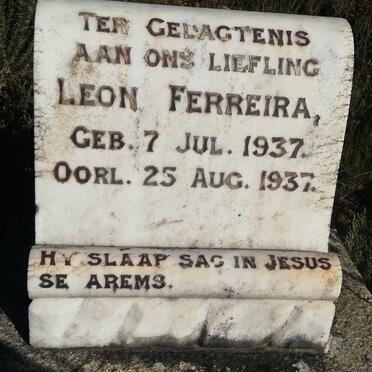 TER GEDAGTENIS
AAN ONS LIEFLING
LEON FERREIRA,
GEB. 7 JUL. 1937.
OORL. 25 AUG. 1937.
HY SLAAP SAG IN JESUS
SE AREMS.